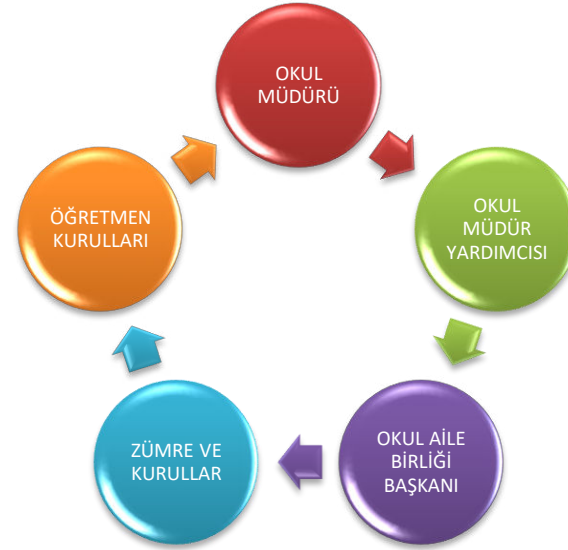 OKUL
MÜDÜRÜ
OKUL
MÜDÜR
YARDIMCISI
OKUL AİLE
BİRLİĞİ
BAŞKANI
ZÜMRE VE
KURULLAR
ÖĞRETMEN
KURULLARI